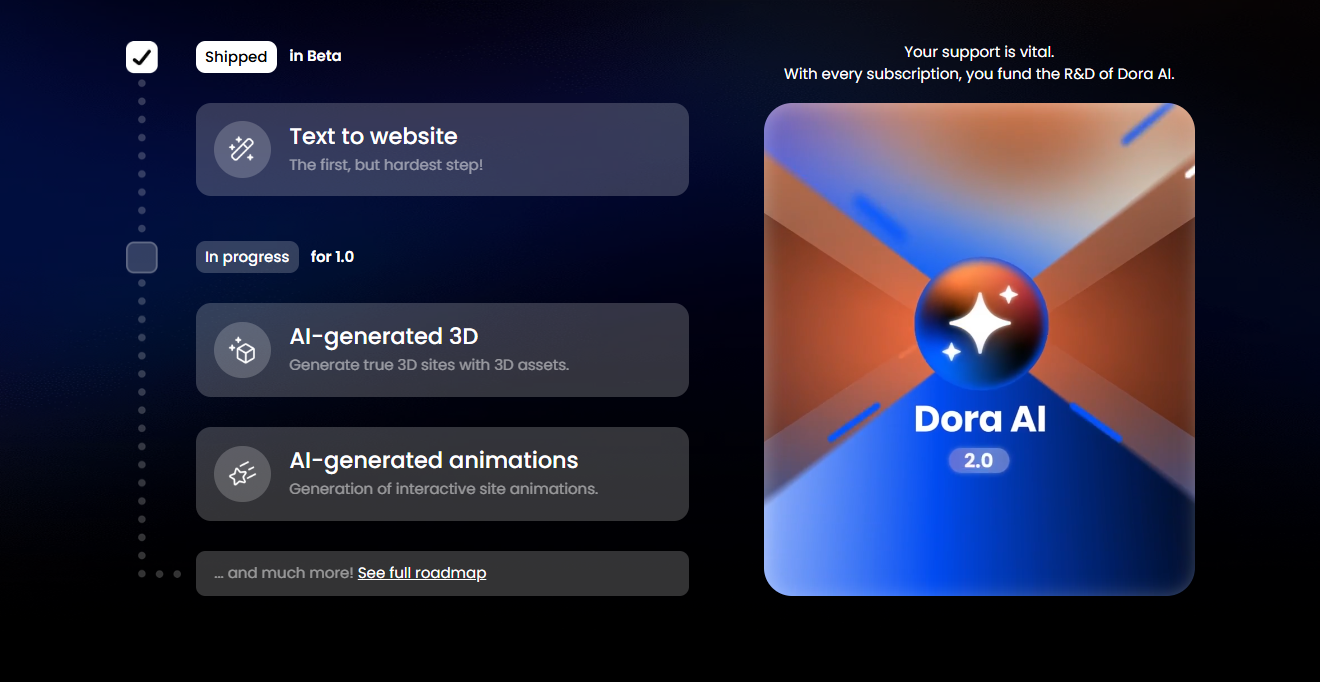 Shipped in Beta
Text to website
The first, but hardest step!
In progress for 1.0
AI-generated 3D
Generate true 3D sites with 3D assets.
AI-generated animations
Generation of interactive site animations.
... and much more! See full roadmap
Your support is vital.
With every subscription, you fund the R&D of Dora AI.
Dora AI
2.0